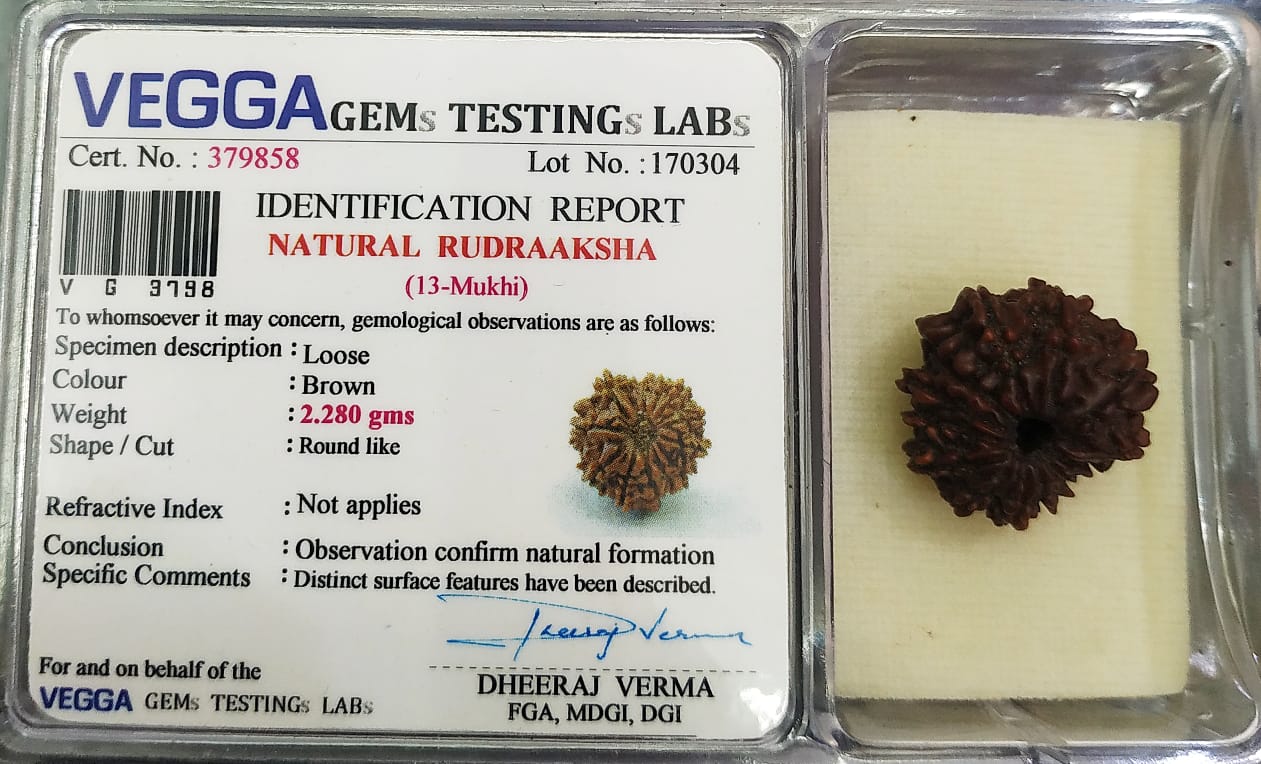 VEGGA GEMs TESTINGs LABs
Cert. No. : 379858 Lot No. : 170304
IDENTIFICATION REPORT
NATURAL RUDRAAKSHA
V G 3798 (13-Mukhi)
To whomsoever it may concern, gemological observations are as follows:
Specimen description : Loose
Colour : Brown
Weight : 2.280 gms
Shape / Cut : Round like
Refractive Index : Not applies
Conclusion : Observation confirm natural formation
Specific Comments : Distinct surface features have been described.
Dheeraj Verma
For and on behalf of the
VEGGA GEMs TESTINGs LABs
DHEERAJ VERMA
FGA, MDGI, DGI